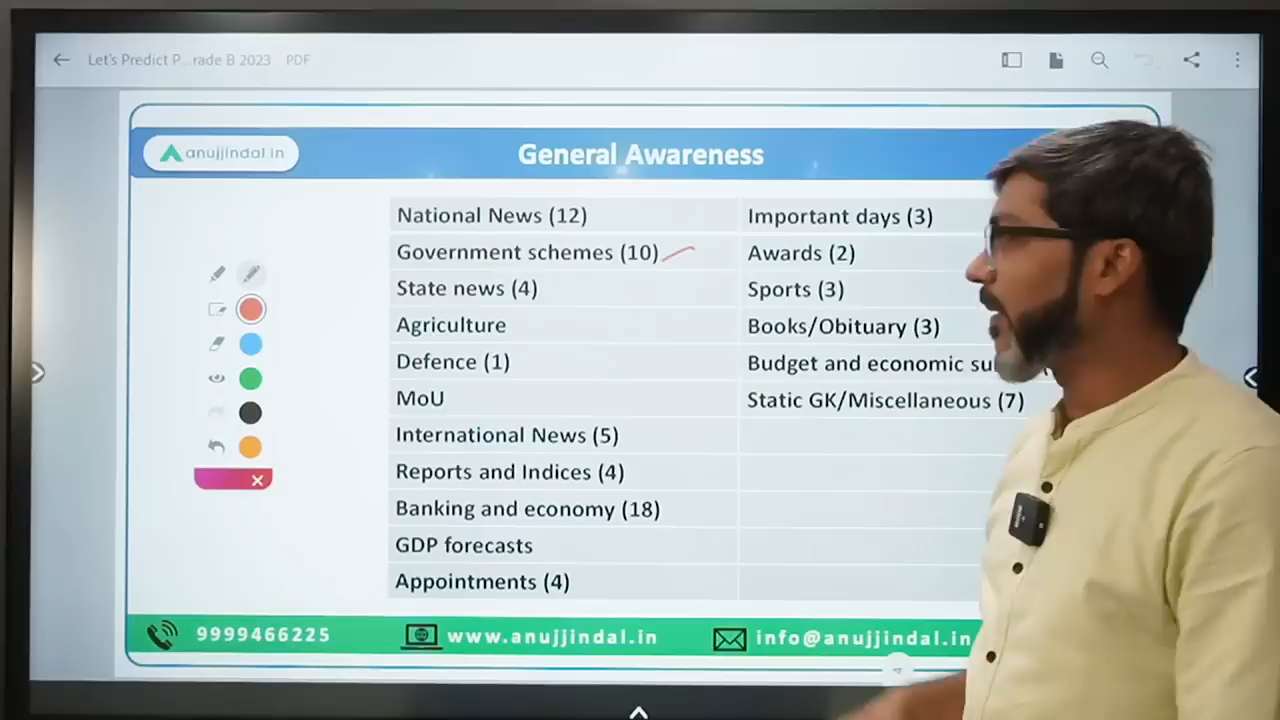 Let's Predict P...rade B 2023 PDF
anujjindal.in
General Awareness
National News (12)
Government schemes (10)
State news (4)
Agriculture
Defence (1)
MoU
International News (5)
Reports and Indices (4)
Banking and economy (18)
GDP forecasts
Appointments (4)
Important days (3)
Awards (2)
Sports (3)
Books/Obituary (3)
Budget and economic
Static GK/Miscellaneous (7)
9999466225
www.anujjindal.in
info@anujjindal.in